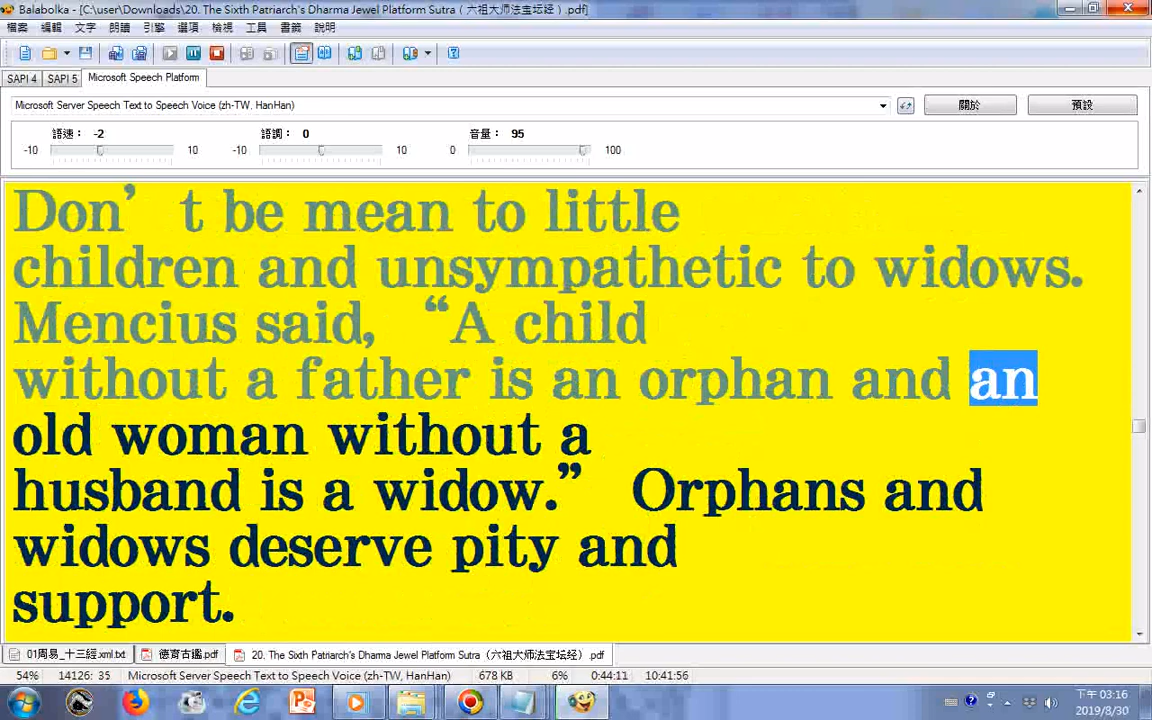 Balabolka - [C:\user\Downloads\20. The Sixth Patriarch's Dharma Jewel Platform Sutra（六祖大师法宝坛经）.pdf]
檔案 編輯 文字 朗讀 引擎 選項 檢視 工具 書籤 說明
SAPI 4 SAPI 5 Microsoft Speech Platform
Microsoft Server Speech Text to Speech Voice (zh-TW, HanHan) 關於 預設
語速： -2 語調： 0 音量： 95
-10 10 -10 10 0 100
Don’t be mean to little
children and unsympathetic to widows.
Mencius said, “A child
without a father is an orphan and an
old woman without a
husband is a widow.” Orphans and
widows deserve pity and
support.
01周易_十三經.xml.txt 德育古鑑.pdf 20. The Sixth Patriarch's Dharma Jewel Platform Sutra（六祖大师法宝坛经）.pdf
54% 14126: 35 Microsoft Server Speech Text to Speech Voice (zh-TW, HanHan) 678 KB 6% 0:44:11 10:41:56
下午 03:16
2019/8/30